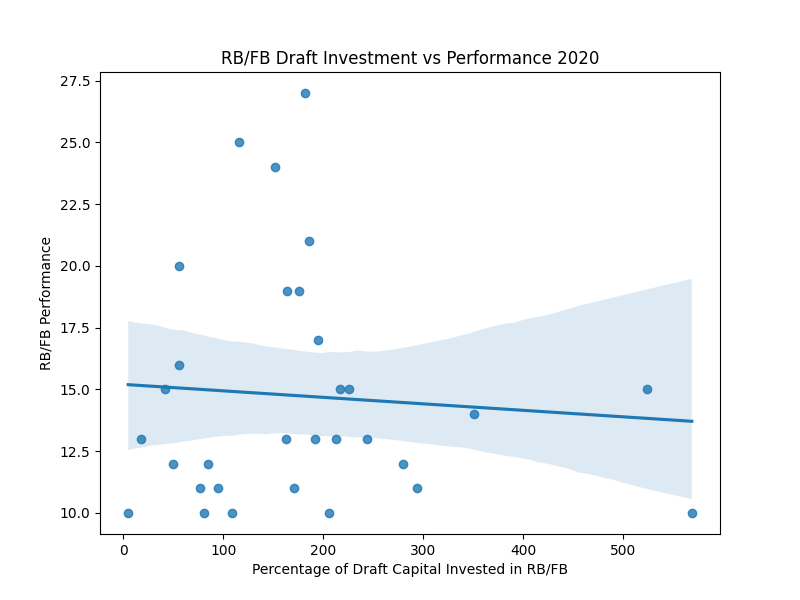 RB/FB Draft Investment vs Performance 2020
27.5
25.0
22.5
20.0
17.5
15.0
12.5
10.0
RB/FB Performance
0 100 200 300 400 500
Percentage of Draft Capital Invested in RB/FB